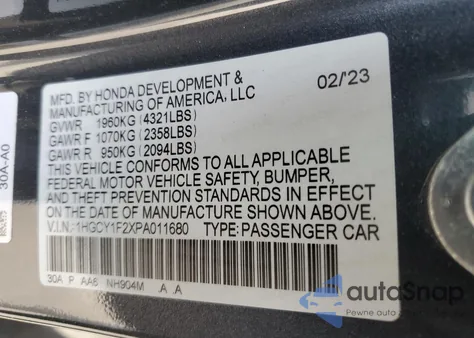 MFD. BY HONDA DEVELOPMENT & 02/'23
MANUFACTURING OF AMERICA, LLC
GVWR 1960KG (4321LBS)
GAWR F 1070KG (2358LBS)
GAWR R 950KG (2094LBS)
THIS VEHICLE CONFORMS TO ALL APPLICABLE
FEDERAL MOTOR VEHICLE SAFETY, BUMPER,
AND THEFT PREVENTION STANDARDS IN EFFECT
ON THE DATE OF MANUFACTURE SHOWN ABOVE.
V.I.N.:1HGCY1F2XPA011680 TYPE:PASSENGER CAR
30A P AA6 NH904M .A .A
30A-A0
autoSnap
Pewne auto